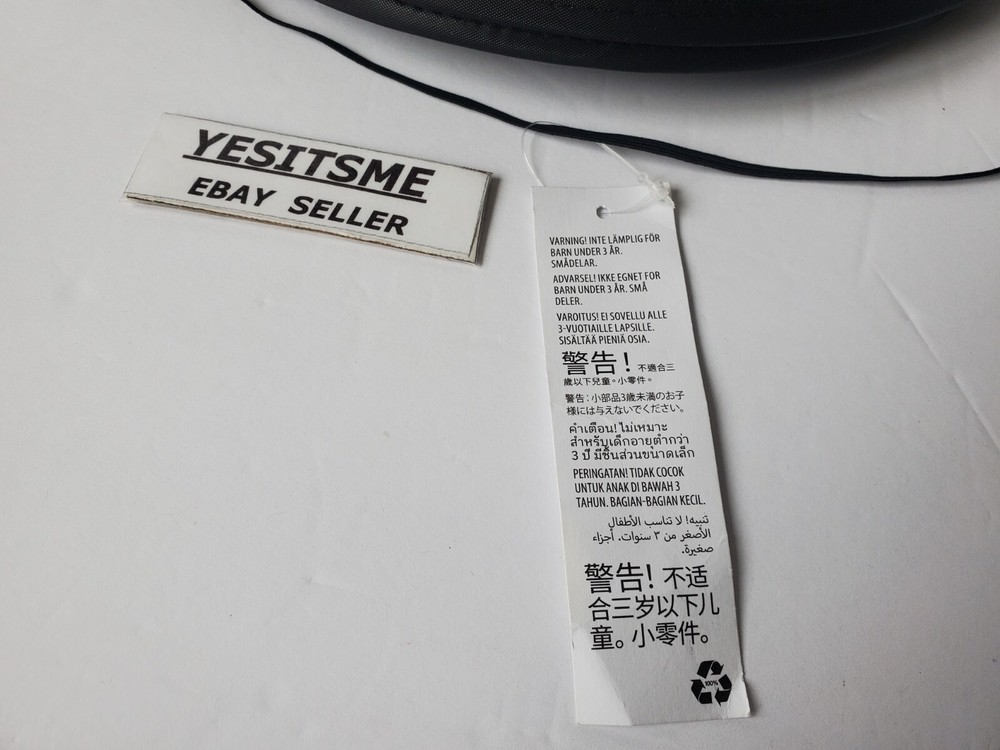 YESITSME
EBAY SELLER
VARNING! INTE LÄMPLIG FÖR
BARN UNDER 3 ÅR.
SMÅDELAR.
ADVARSEL! IKKE EGNET FOR
BARN UNDER 3 ÅR. SMÅ
DELER.
VAROITUS! EI SOVELLU ALLE
3-VUOTIAILLE LAPSILLE.
SISÄLTÄÄ PIENIÄ OSIA.
警告！不適合三
歲以下兒童。小零件。
警告：小部品3歳未満のお子
様には与えないでください。
คำเตือน! ไม่เหมาะ
สำหรับเด็กอายุต่ำกว่า
3 ปี มีชิ้นส่วนขนาดเล็ก
PERINGATAN! TIDAK COCOK
UNTUK ANAK DI BAWAH 3
TAHUN. BAGIAN-BAGIAN KECIL.
تنبيه! لا تناسب الأطفال
الأصغر من ٣ سنوات. أجزاء
صغيرة.
警告! 不适
合三岁以下儿
童。小零件。
100%